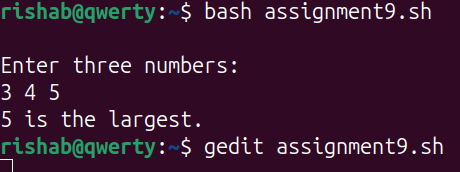 rishab@qwerty:~$ bash assignment9.sh
Enter three numbers:
3 4 5
5 is the largest.
rishab@qwerty:~$ gedit assignment9.sh